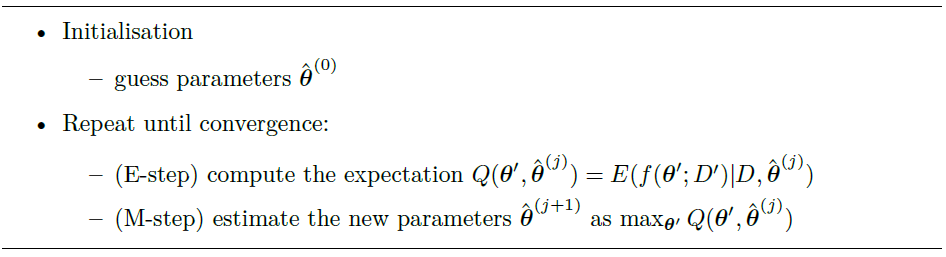 • Initialisation
– guess parameters θ̂⁽⁰⁾
• Repeat until convergence:
– (E-step) compute the expectation Q(θ′, θ̂⁽ʲ⁾) = E(f(θ′; D′)|D, θ̂⁽ʲ⁾)
– (M-step) estimate the new parameters θ̂⁽ʲ⁺¹⁾ as max_θ′ Q(θ′, θ̂⁽ʲ⁾)